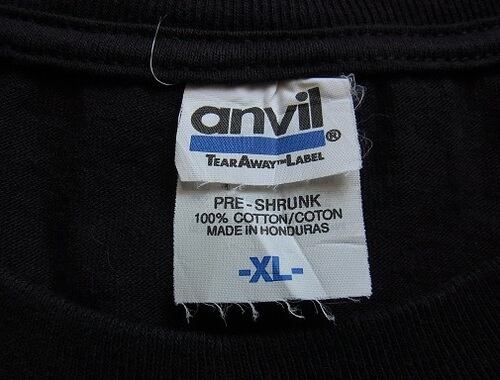 anvil®
TEARAWAY™LABEL
PRE-SHRUNK
100% COTTON/COTON
MADE IN HONDURAS
-XL-